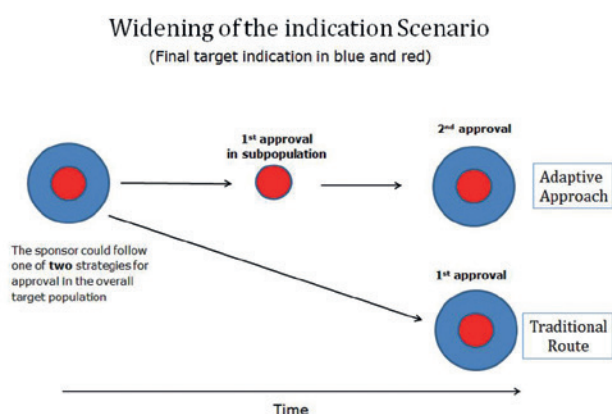 Widening of the indication Scenario
(Final target indication in blue and red)
1st approval
in subpopulation
2nd approval
Adaptive
Approach
The sponsor could follow
one of two strategies for
approval in the overall
target population
1st approval
Traditional
Route
Time